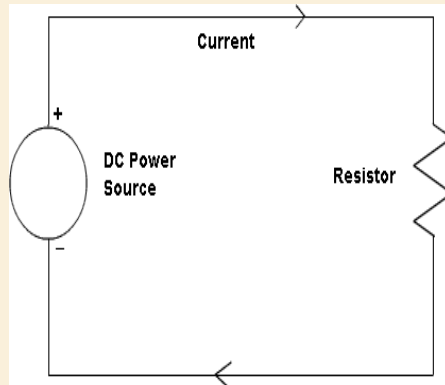 Current
+
DC Power
Source
Resistor
–